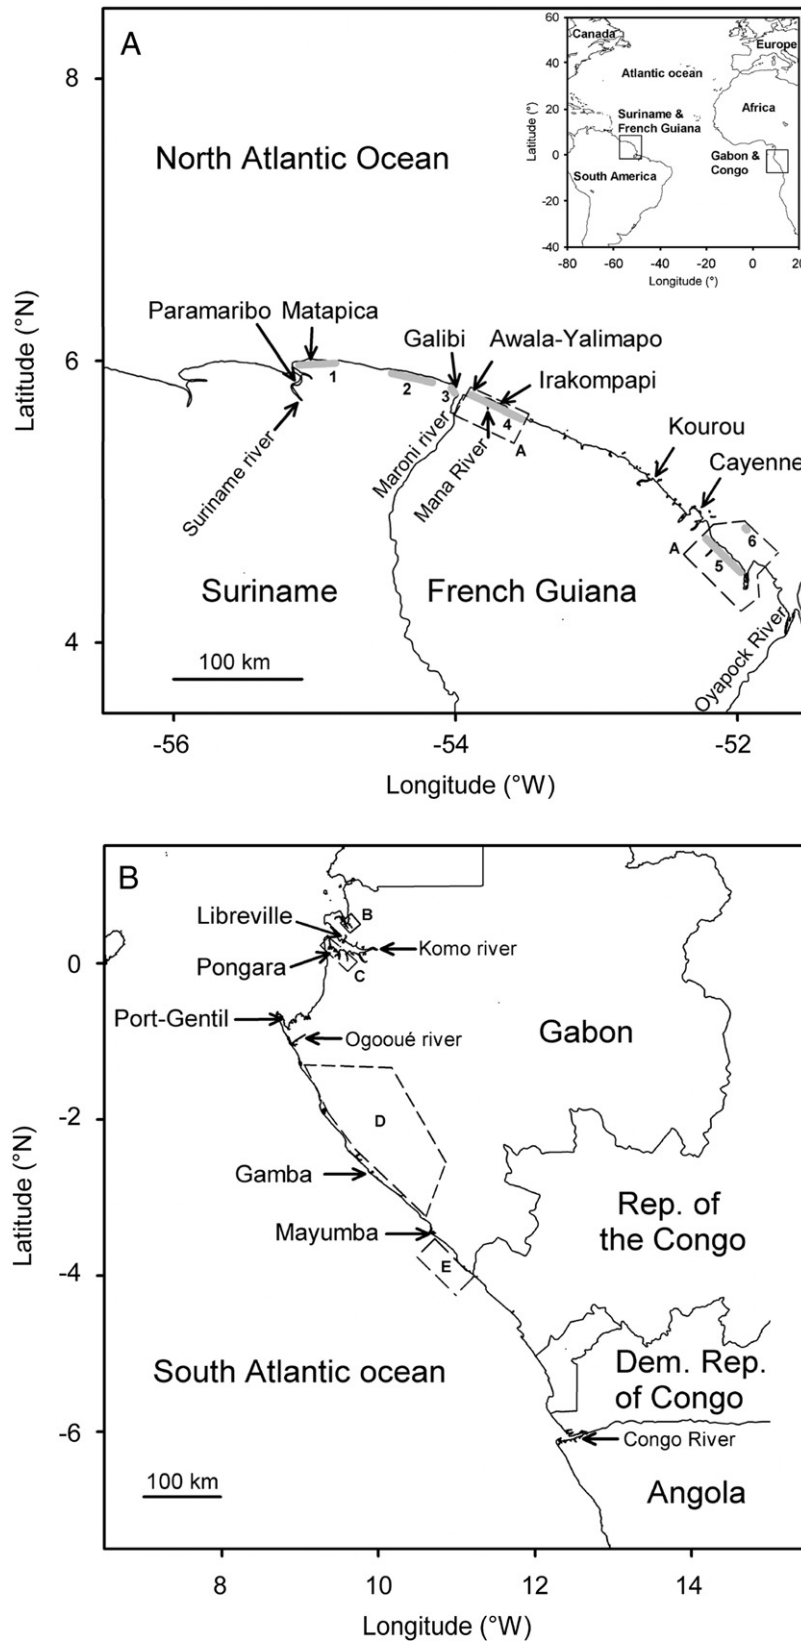 A
60
Canada
Europe
40
Atlantic ocean
20
Africa
Latitude (°)
Suriname &
French Guiana
0
Gabon &
Congo
South America
-20
-40
-80
-60
-40
-20
0
20
Longitude (°)
8
North Atlantic Ocean
Latitude (°N)
Paramaribo
Matapica
Galibi
Awala-Yalimapo
6
Irakompapi
1
2
3
4
A
Suriname river
Maroni river
Mana River
Kourou
Cayenne
A
5
6
Suriname
French Guiana
Oyapock River
4
100 km
-56
-54
-52
Longitude (°W)
B
Libreville
B
Komo river
Pongara
C
0
Port-Gentil
Ogooué river
Gabon
-2
D
Latitude (°N)
Gamba
Mayumba
Rep. of
the Congo
E
-4
South Atlantic ocean
Dem. Rep.
of Congo
-6
Congo River
100 km
Angola
8
10
12
14
Longitude (°W)